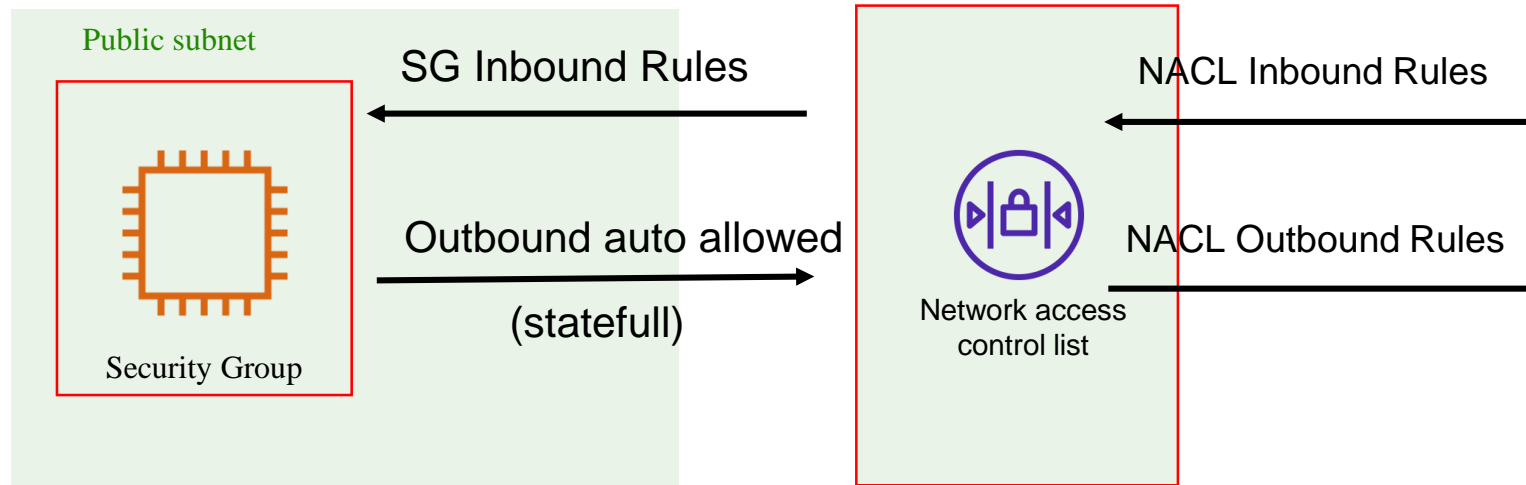 Public subnet
SG Inbound Rules
NACL Inbound Rules
Outbound auto allowed
(statefull)
NACL Outbound Rules
Network access
control list
Security Group